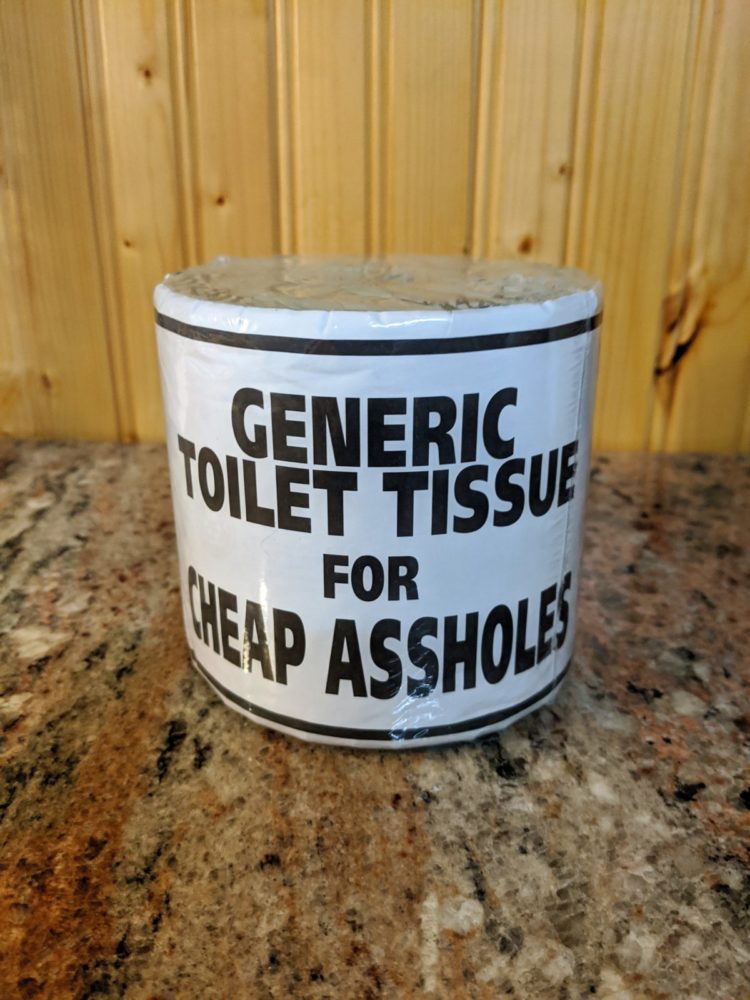 GENERIC
TOILET TISSUE
FOR
CHEAP ASSHOLES